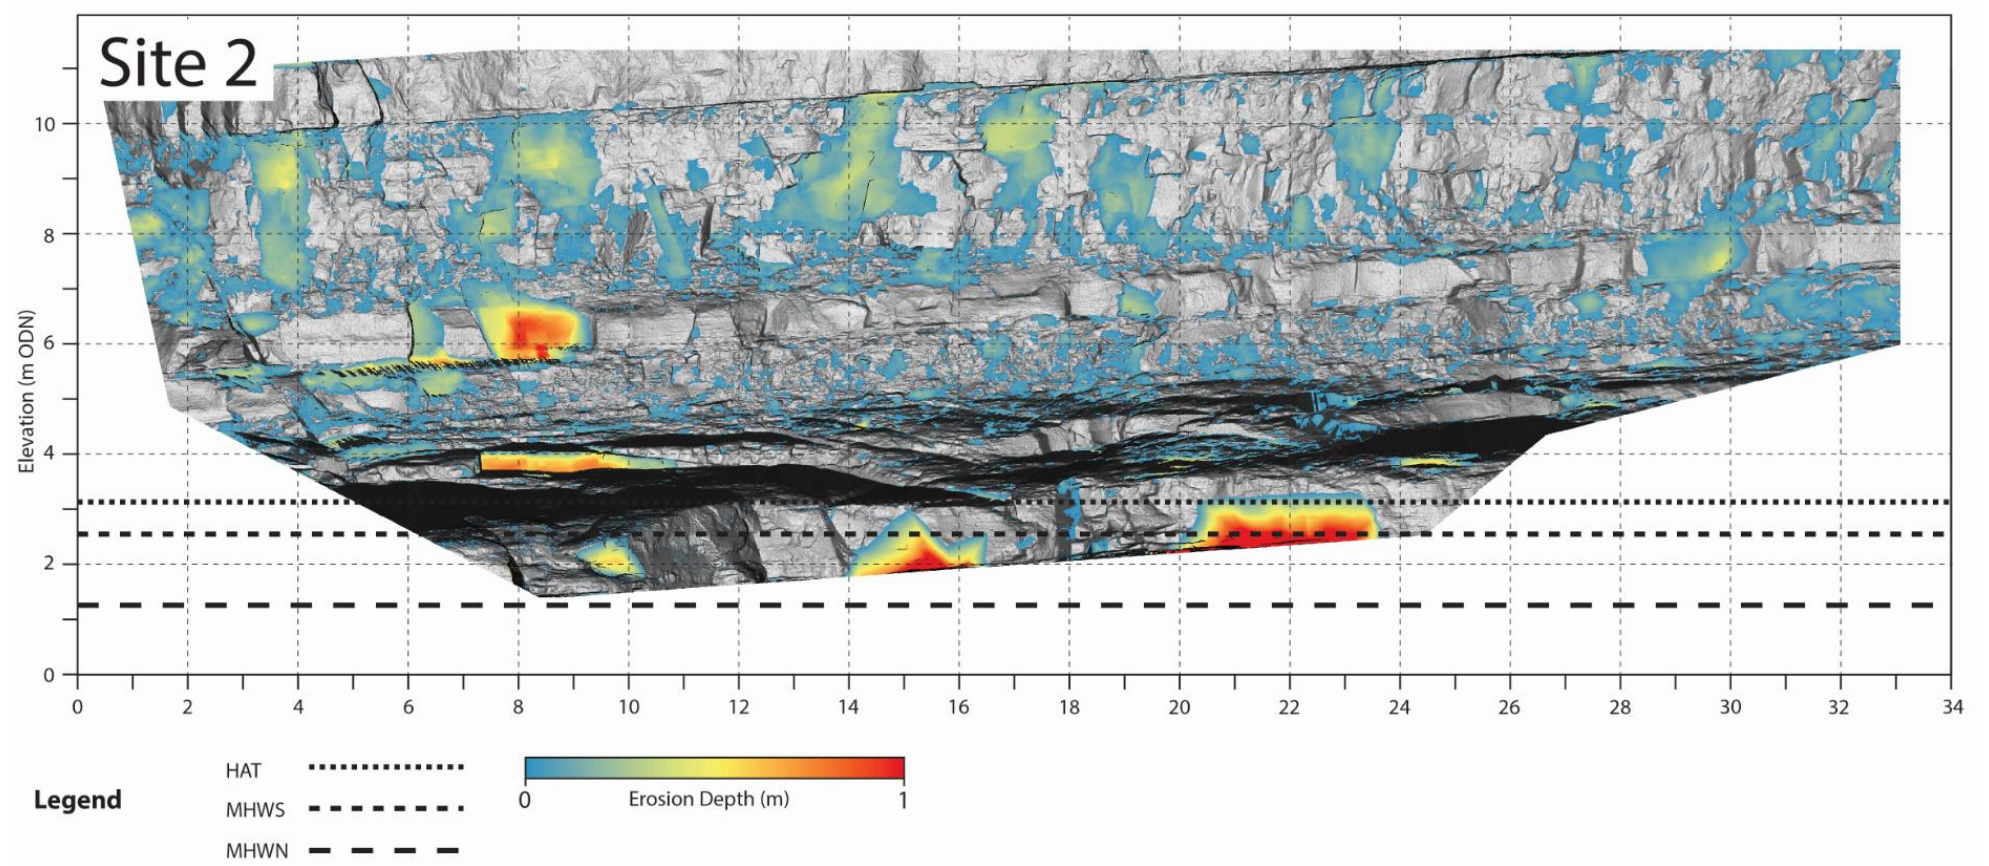 Site 2
Elevation (m ODN)
10
8
6
4
2
0
0 2 4 6 8 10 12 14 16 18 20 22 24 26 28 30 32 34
Legend
HAT
MHWS
MHWN
0 Erosion Depth (m) 1